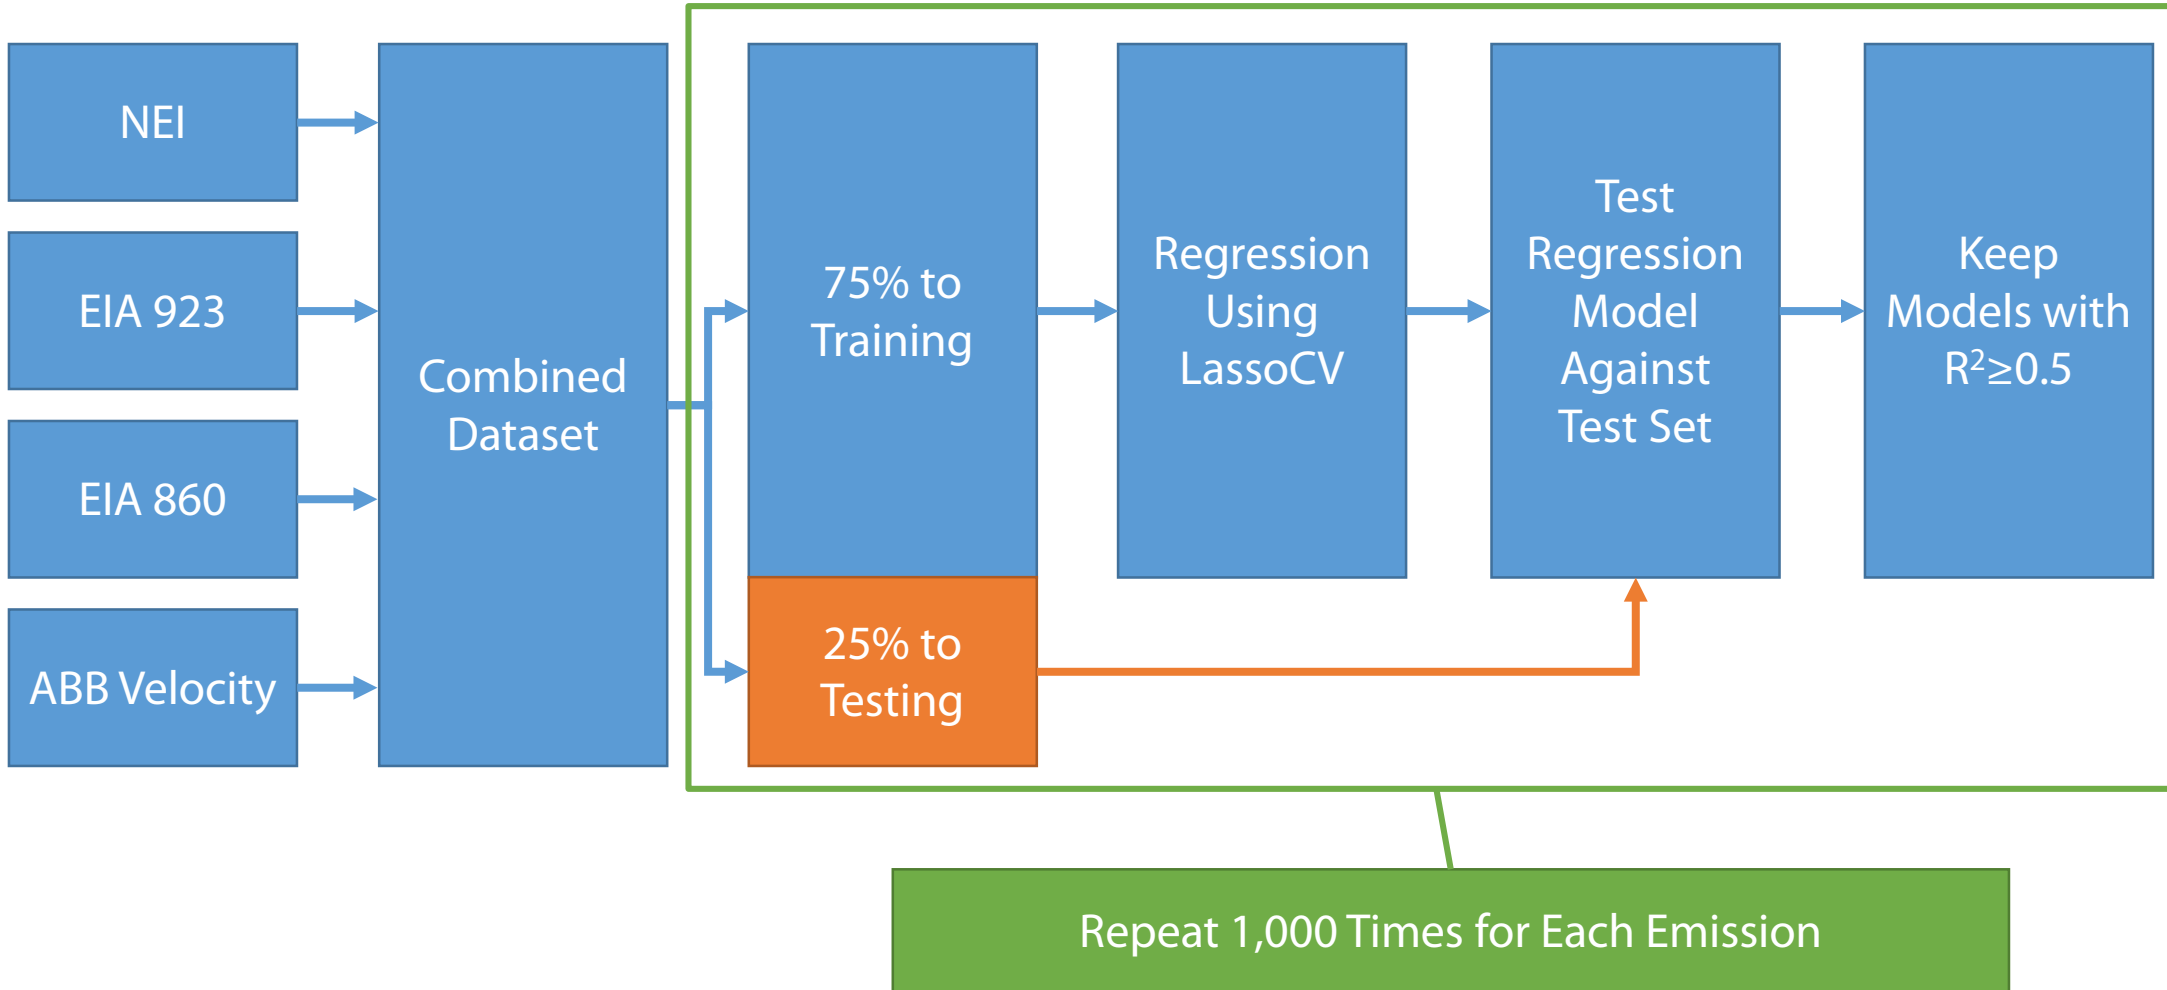 NEI
EIA 923
EIA 860
ABB Velocity
Combined
Dataset
75% to
Training
25% to
Testing
Regression
Using
LassoCV
Test
Regression
Model
Against
Test Set
Keep
Models with
R²≥0.5
Repeat 1,000 Times for Each Emission